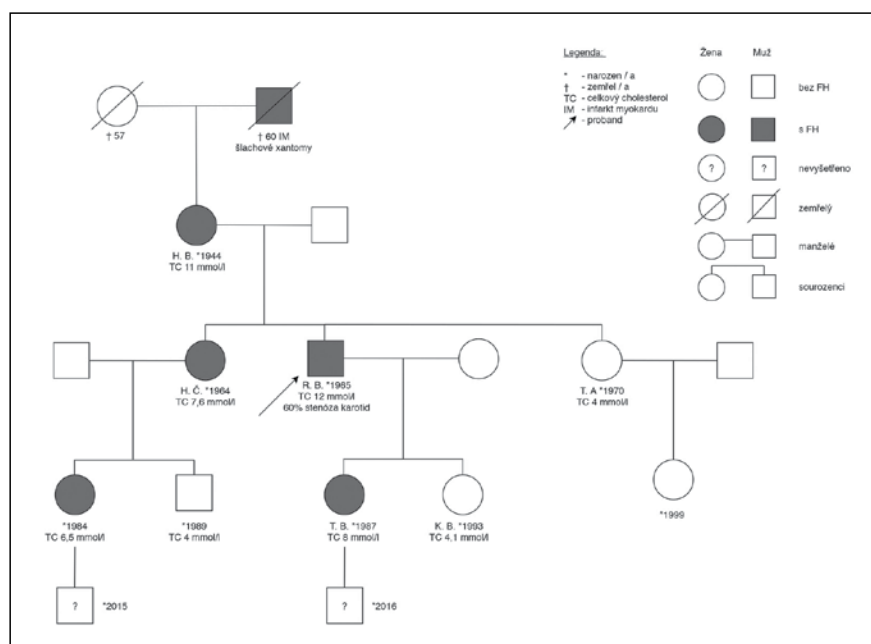 Legenda:
* - narozen / a
† - zemřel / a
TC - celkový cholesterol
IM - infarkt myokardu
- proband
Žena Muž
bez FH
s FH
? ? nevyšetřeno
zemřelý
manželé
sourozenci
† 57
† 60 IM
šlachové xantomy
H. B. *1944
TC 11 mmol/l
H. Č. *1964
TC 7,6 mmol/l
R. B. *1965
TC 12 mmol/l
60% stenóza karotid
T. A *1970
TC 4 mmol/l
*1984
TC 6,5 mmol/l
*1989
TC 4 mmol/l
T. B. *1987
TC 8 mmol/l
K. B. *1993
TC 4,1 mmol/l
*1999
? *2015
? *2016